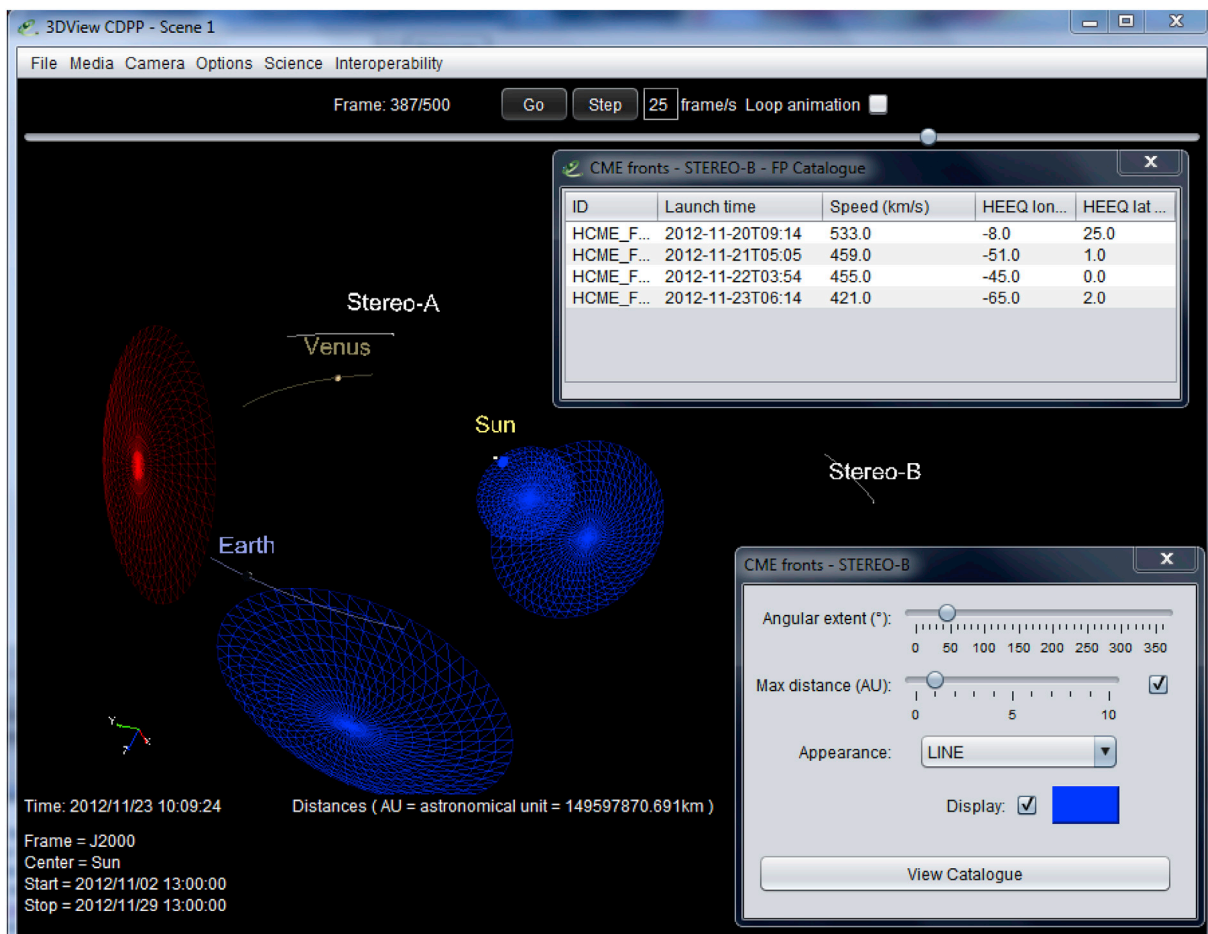 3DView CDPP - Scene 1
File Media Camera Options Science Interoperability
Frame: 387/500 Go Step 25 frame/s Loop animation
CME fronts - STEREO-B - FP Catalogue X
ID Launch time Speed (km/s) HEEQ lon... HEEQ lat ...
HCME_F... 2012-11-20T09:14 533.0 -8.0 25.0
HCME_F... 2012-11-21T05:05 459.0 -51.0 1.0
HCME_F... 2012-11-22T03:54 455.0 -45.0 0.0
HCME_F... 2012-11-23T06:14 421.0 -65.0 2.0
Stereo-A
Venus
Sun
Stereo-B
Earth
CME fronts - STEREO-B X
Angular extent (°):
0 50 100 150 200 250 300 350
Max distance (AU):
0 5 10
Appearance: LINE
Display:
View Catalogue
Y
Z X
Time: 2012/11/23 10:09:24 Distances ( AU = astronomical unit = 149597870.691km )
Frame = J2000
Center = Sun
Start = 2012/11/02 13:00:00
Stop = 2012/11/29 13:00:00